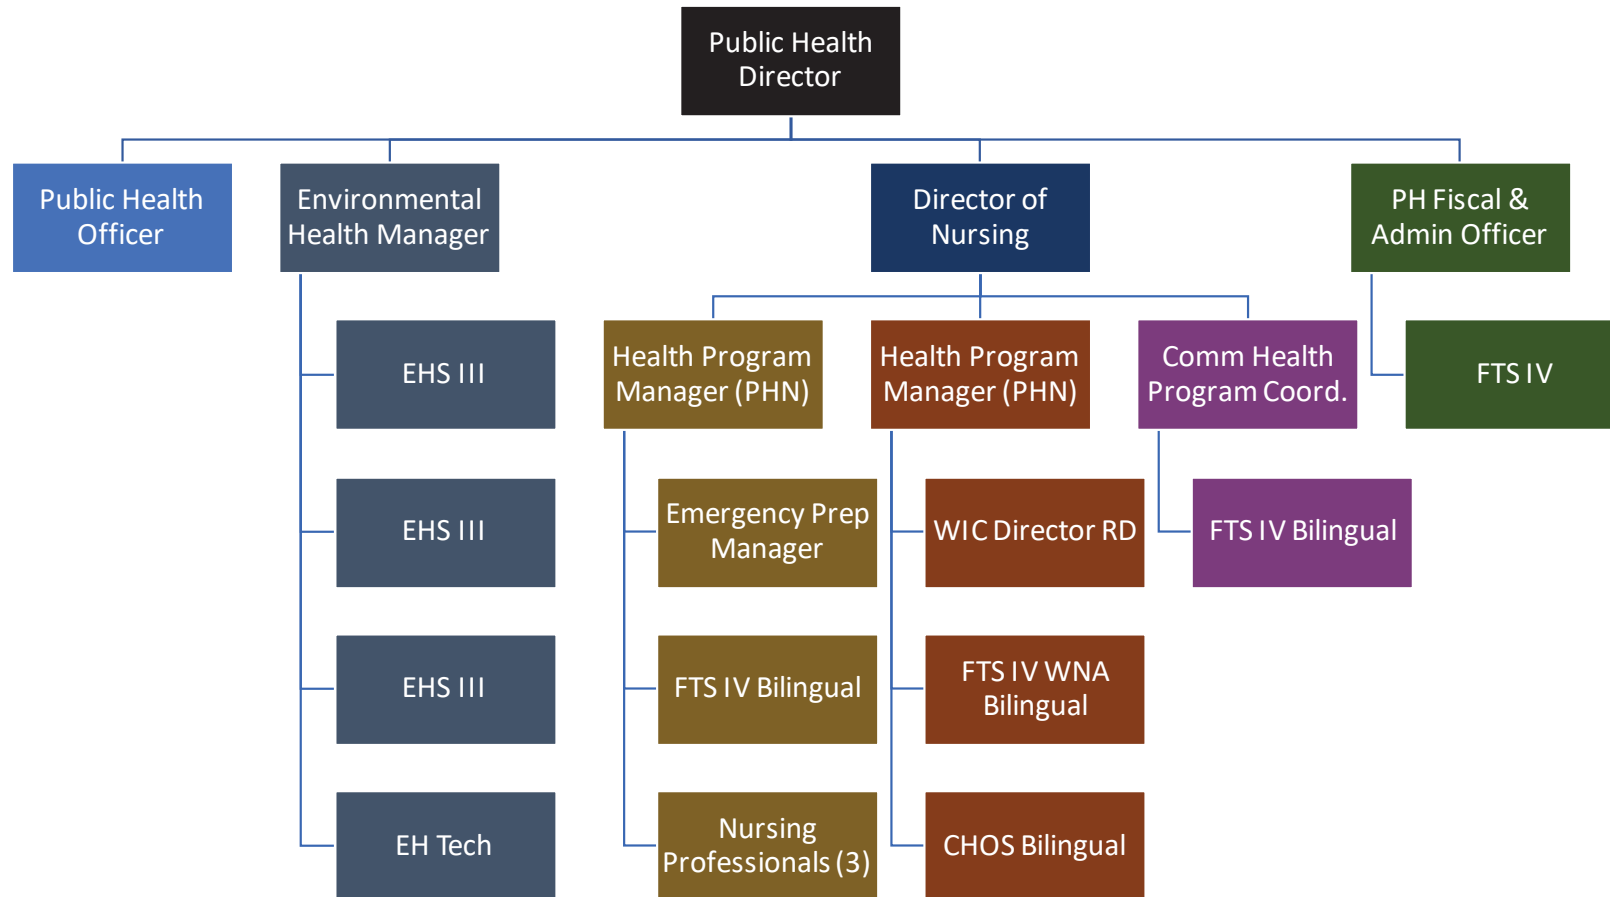 Public Health
Director
Public Health
Officer
Environmental
Health Manager
Director of
Nursing
PH Fiscal &
Admin Officer
EHS III
Health Program
Manager (PHN)
Health Program
Manager (PHN)
Comm Health
Program Coord.
FTS IV
EHS III
Emergency Prep
Manager
WIC Director RD
FTS IV Bilingual
EHS III
FTS IV Bilingual
FTS IV WNA
Bilingual
EH Tech
Nursing
Professionals (3)
CHOS Bilingual